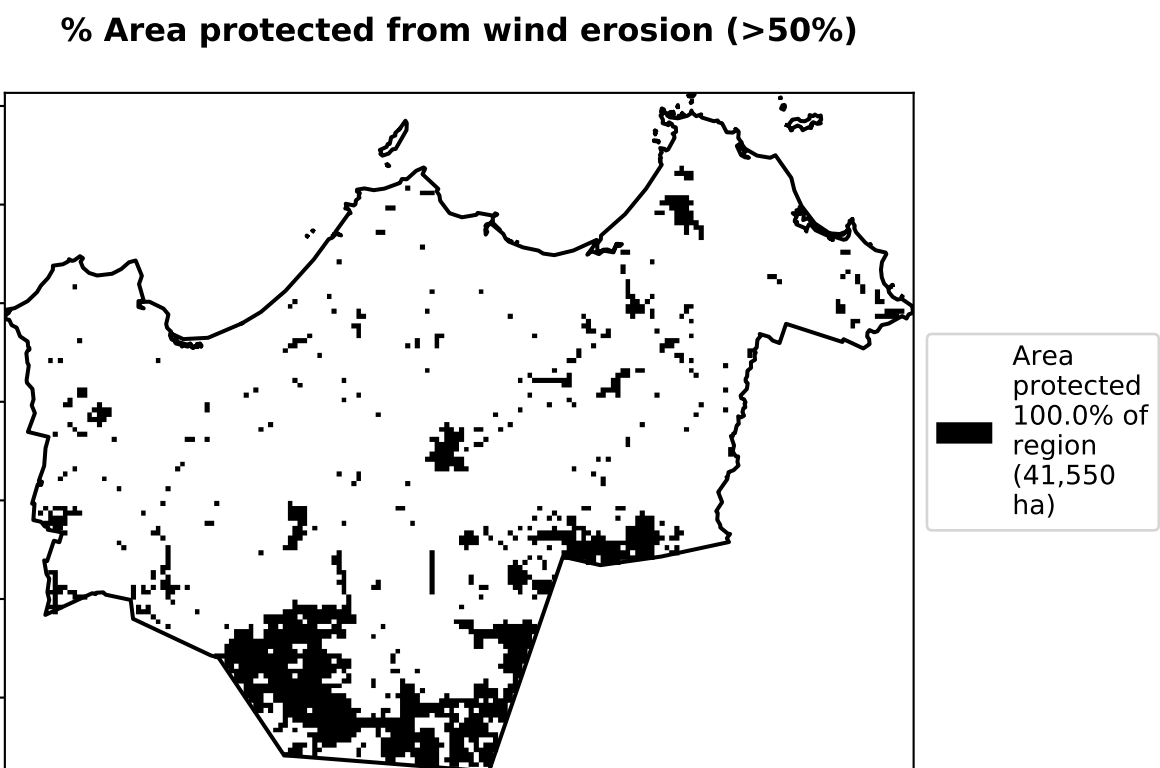 % Area protected from wind erosion (>50%)
Area
protected
100.0% of
region
(41,550
ha)